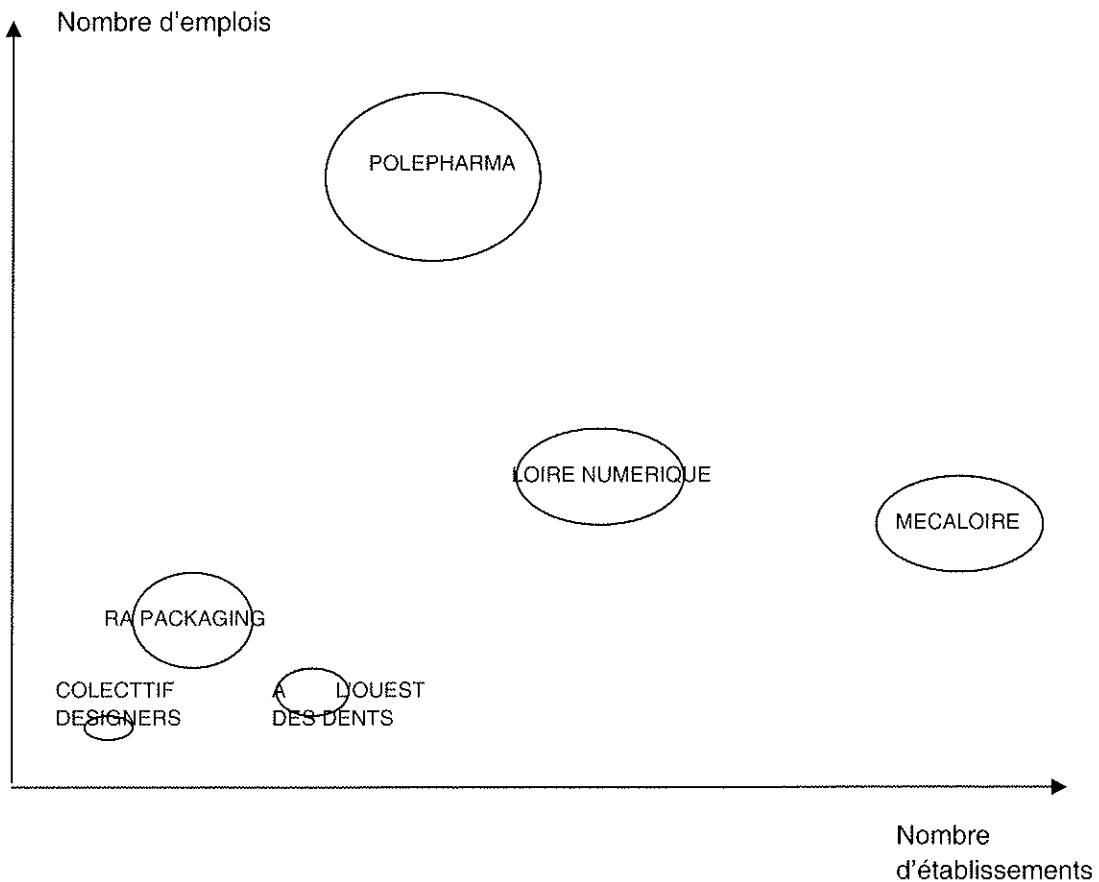 Nombre d'emplois
POLEPHARMA
LOIRE NUMERIQUE
MECALOIRE
RA PACKAGING
COLECTTIF
DESIGNERS
A L'OUEST
DES DENTS
Nombre
d'établissements